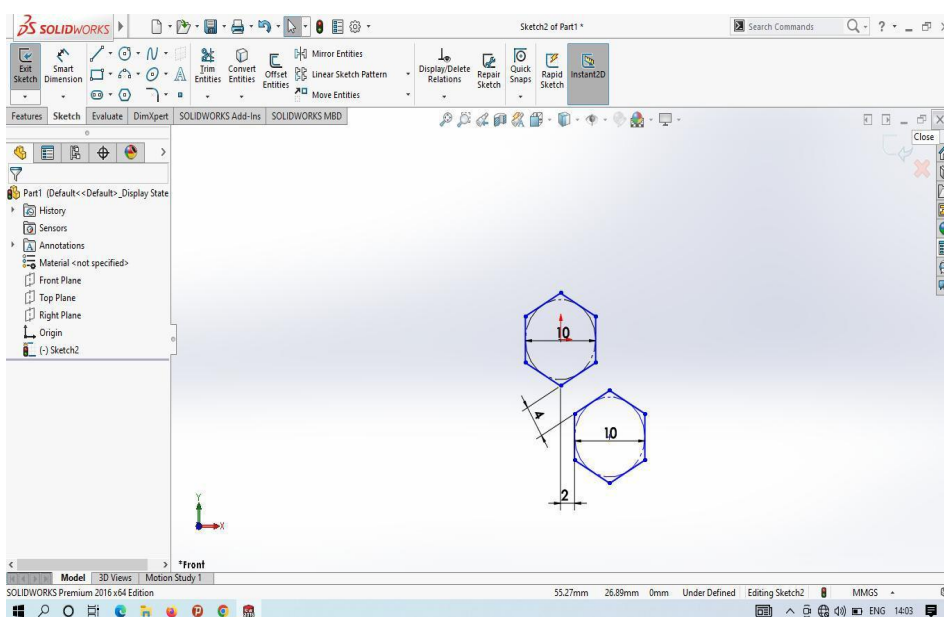 SOLIDWORKS
Sketch2 of Part1 *
Search Commands
?
Exit Sketch
Smart Dimension
Trim Entities
Convert Entities
Offset Entities
Mirror Entities
Linear Sketch Pattern
Move Entities
Display/Delete Relations
Repair Sketch
Quick Snaps
Rapid Sketch
Instant2D
Features Sketch Evaluate DimXpert SOLIDWORKS Add-Ins SOLIDWORKS MBD
Close
Part1 (Default<<Default>_Display State
History
Sensors
A Annotations
Material <not specified>
Front Plane
Top Plane
Right Plane
Origin
(-) Sketch2
10
4
10
2
Y
X
*Front
Model 3D Views Motion Study 1
SOLIDWORKS Premium 2016 x64 Edition 55.27mm 26.89mm 0mm Under Defined Editing Sketch2 MMGS
ENG 14:03